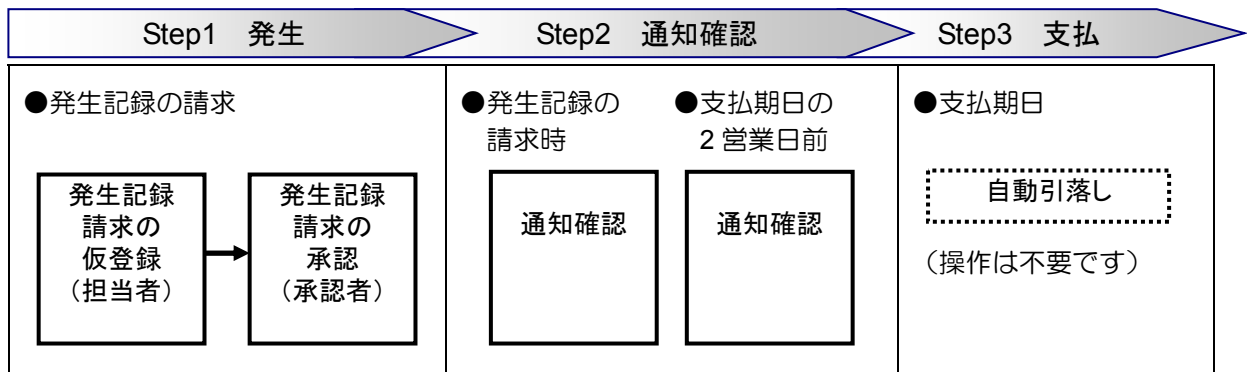 Step1 発生
Step2 通知確認
Step3 支払
●発生記録の請求
発生記録
請求の
仮登録
（担当者）
発生記録
請求の
承認
（承認者）
●発生記録の
請求時
通知確認
●支払期日の
2 営業日前
通知確認
●支払期日
自動引落し
（操作は不要です）